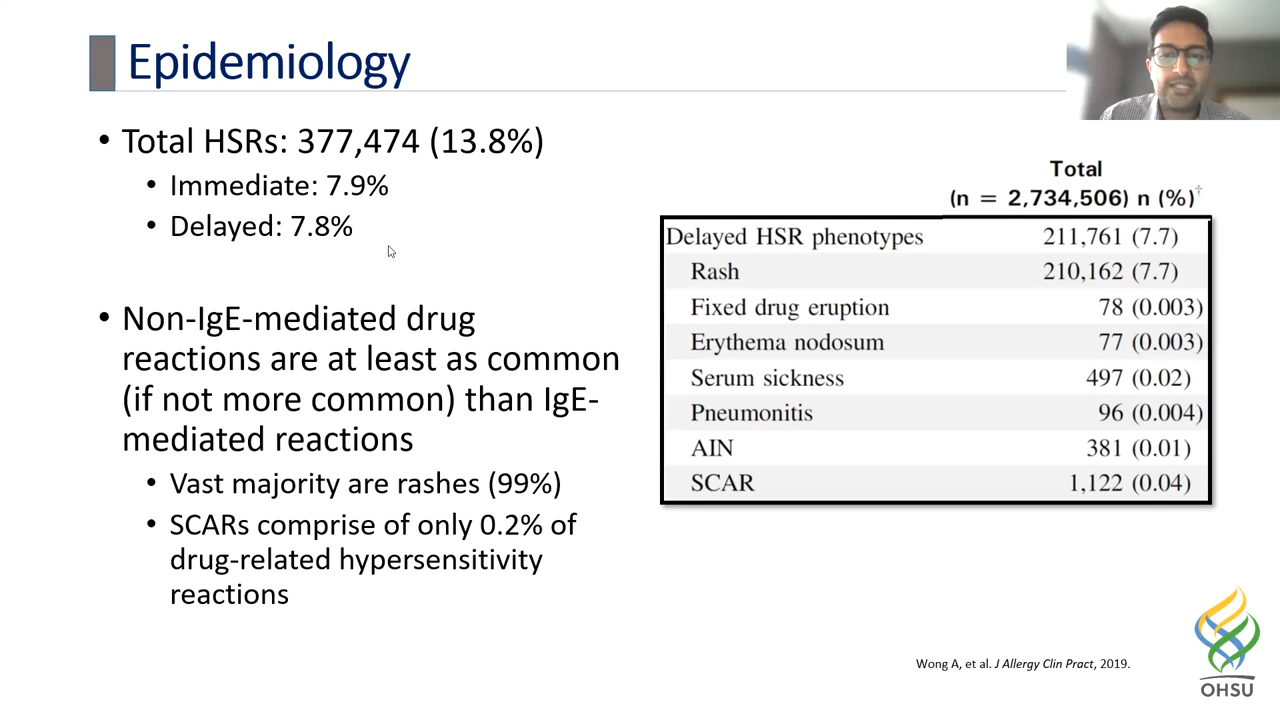 Epidemiology
• Total HSRs: 377,474 (13.8%)
• Immediate: 7.9%
• Delayed: 7.8%
• Non-IgE-mediated drug
reactions are at least as common
(if not more common) than IgE-
mediated reactions
• Vast majority are rashes (99%)
• SCARs comprise of only 0.2% of
drug-related hypersensitivity
reactions
Total
(n = 2,734,506) n (%)†
Delayed HSR phenotypes 211,761 (7.7)
Rash 210,162 (7.7)
Fixed drug eruption 78 (0.003)
Erythema nodosum 77 (0.003)
Serum sickness 497 (0.02)
Pneumonitis 96 (0.004)
AIN 381 (0.01)
SCAR 1,122 (0.04)
Wong A, et al. J Allergy Clin Pract, 2019.
OHSU